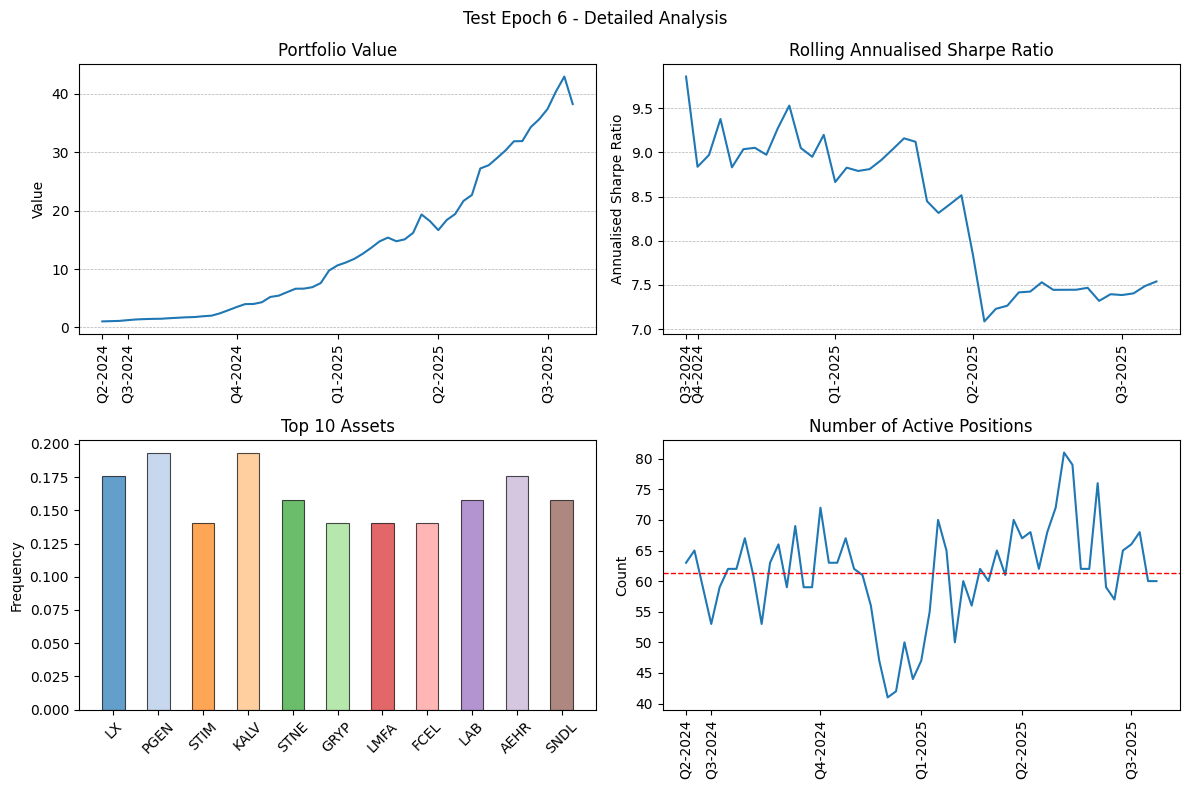 Test Epoch 6 - Detailed Analysis
Portfolio Value
Value
40
30
20
10
0
Q2-2024
Q3-2024
Q4-2024
Q1-2025
Q2-2025
Q3-2025
Rolling Annualised Sharpe Ratio
Annualised Sharpe Ratio
9.5
9.0
8.5
8.0
7.5
7.0
Q3-2024
Q4-2024
Q1-2025
Q2-2025
Q3-2025
Top 10 Assets
Frequency
0.200
0.175
0.150
0.125
0.100
0.075
0.050
0.025
0.000
LX
PGEN
STIM
KALV
STNE
GRYP
LMFA
FCEL
LAB
AEHR
SNDL
Number of Active Positions
Count
80
75
70
65
60
55
50
45
40
Q2-2024
Q3-2024
Q4-2024
Q1-2025
Q2-2025
Q3-2025